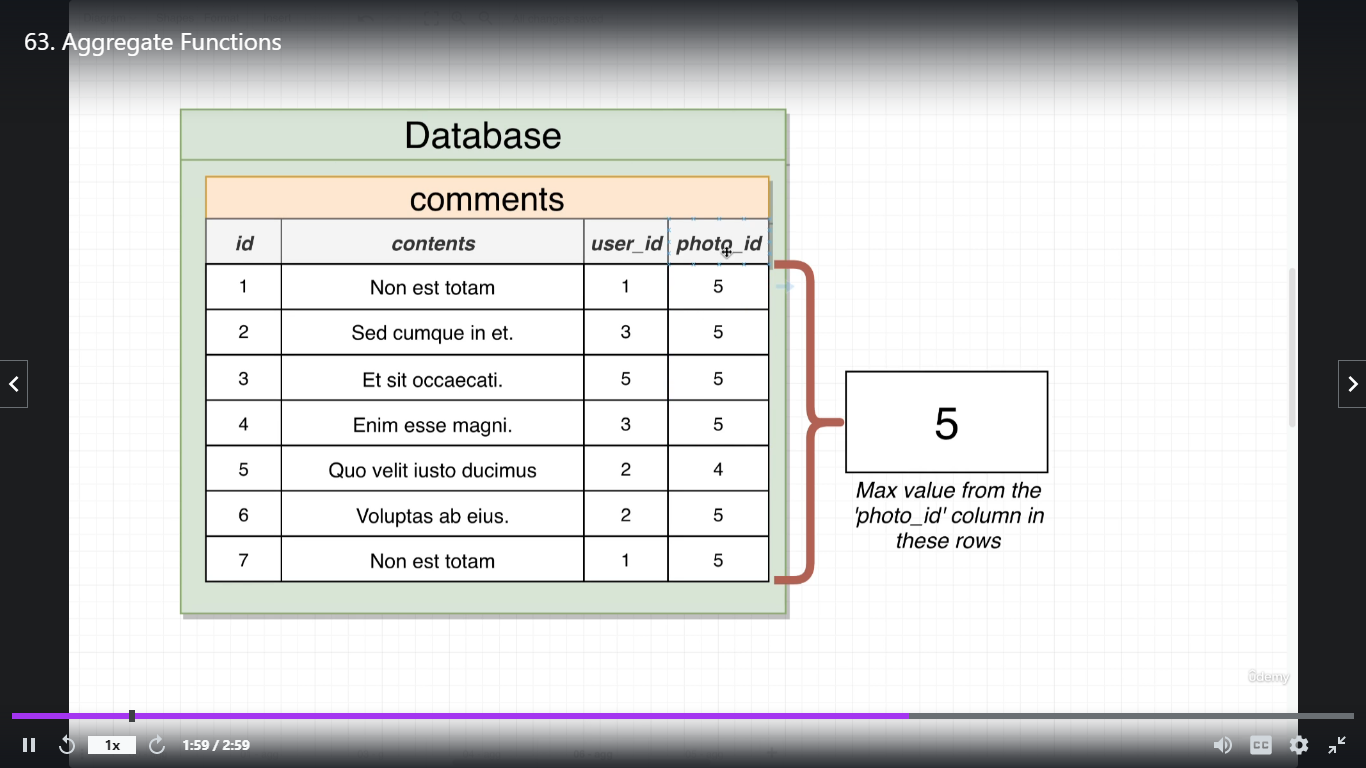 63. Aggregate Functions
Database
comments
id contents user_id photo_id
1 Non est totam 1 5
2 Sed cumque in et. 3 5
3 Et sit occaecati. 5 5
4 Enim esse magni. 3 5
5 Quo velit iusto ducimus 2 4
6 Voluptas ab eius. 2 5
7 Non est totam 1 5
5
Max value from the
'photo_id' column in
these rows
ûdemy
1x 1:59 / 2:59 CC